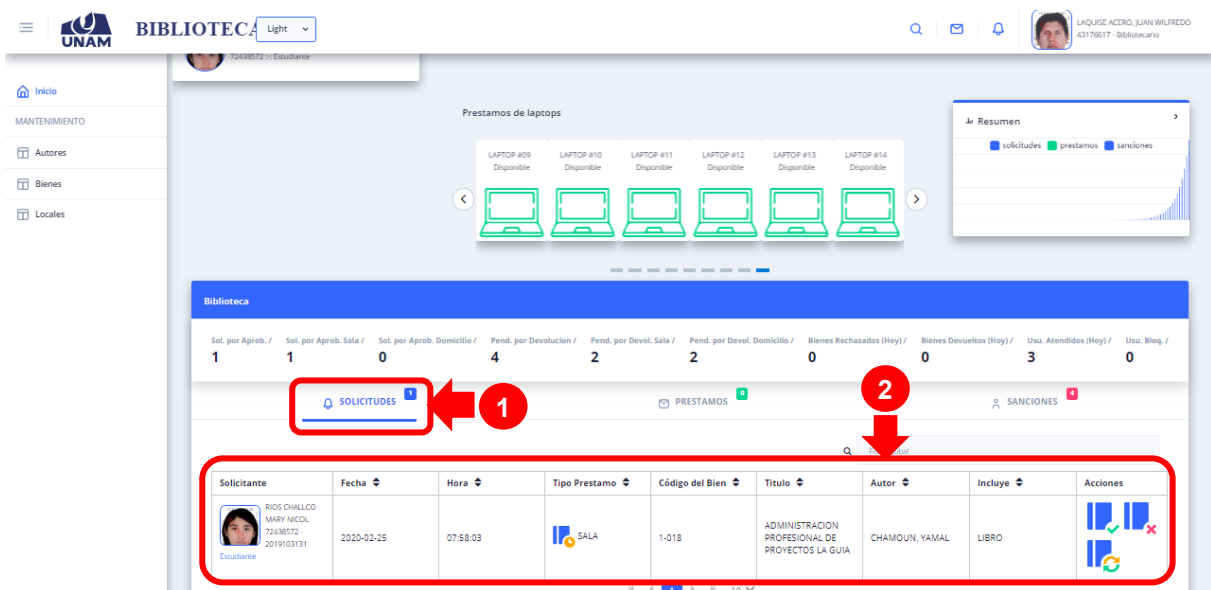 UNAM
BIBLIOTECA
Light
LAQUISE ACERO, JUAN WILFREDO
43176617 - Bibliotecario
72438572 :-: Estudiante
Inicio
MANTENIMIENTO
Autores
Bienes
Locales
Prestamos de laptops
LAPTOP #09
Disponible
LAPTOP #10
Disponible
LAPTOP #11
Disponible
LAPTOP #12
Disponible
LAPTOP #13
Disponible
LAPTOP #14
Disponible
Resumen
solicitudes prestamos sanciones
Biblioteca
Sol. por Aprob. / Sol. por Aprob. Sala / Sol. por Aprob. Domicilio / Pend. por Devolucion / Pend. por Devol. Sala / Pend. por Devol. Domicilio / Bienes Rechazados (Hoy) / Bienes Devueltos (Hoy) / Usu. Atendidos (Hoy) / Usu. Bloq. /
1 1 0 4 2 2 0 0 3 0
SOLICITUDES 1
1
PRESTAMOS 0
2
SANCIONES 4
Solicitante Fecha Hora Tipo Prestamo Código del Bien Titulo Autor Incluye Acciones
RIOS CHALLCO
MARY NICOL
72438572 -
2019103131
Estudiante
2020-02-25
07:58:03
SALA
1-018
ADMINISTRACION
PROFESIONAL DE
PROYECTOS LA GUIA
CHAMOUN, YAMAL
LIBRO